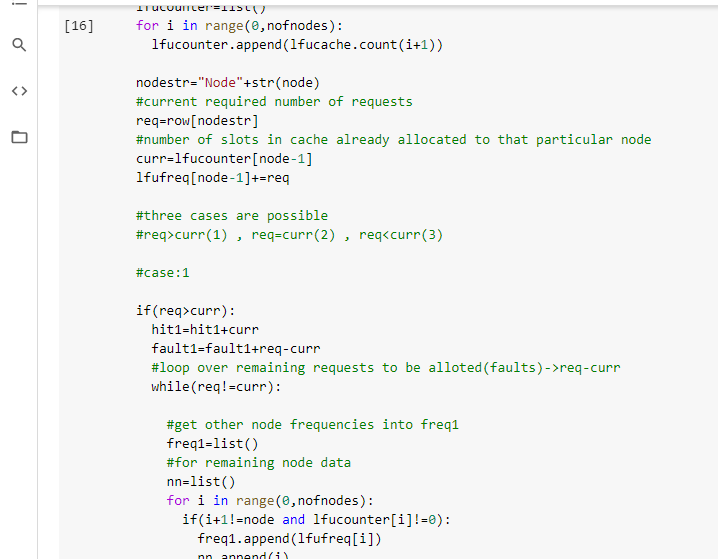 lfucounter=list()
[16] for i in range(0,nofnodes):
lfucounter.append(lfucache.count(i+1))
nodestr="Node"+str(node)
#current required number of requests
req=row[nodestr]
#number of slots in cache already allocated to that particular node
curr=lfucounter[node-1]
lfufreq[node-1]+=req
#three cases are possible
#req>curr(1) , req=curr(2) , req<curr(3)
#case:1
if(req>curr):
hit1=hit1+curr
fault1=fault1+req-curr
#loop over remaining requests to be alloted(faults)->req-curr
while(req!=curr):
#get other node frequencies into freq1
freq1=list()
#for remaining node data
nn=list()
for i in range(0,nofnodes):
if(i+1!=node and lfucounter[i]!=0):
freq1.append(lfufreq[i])
nn.append(i)